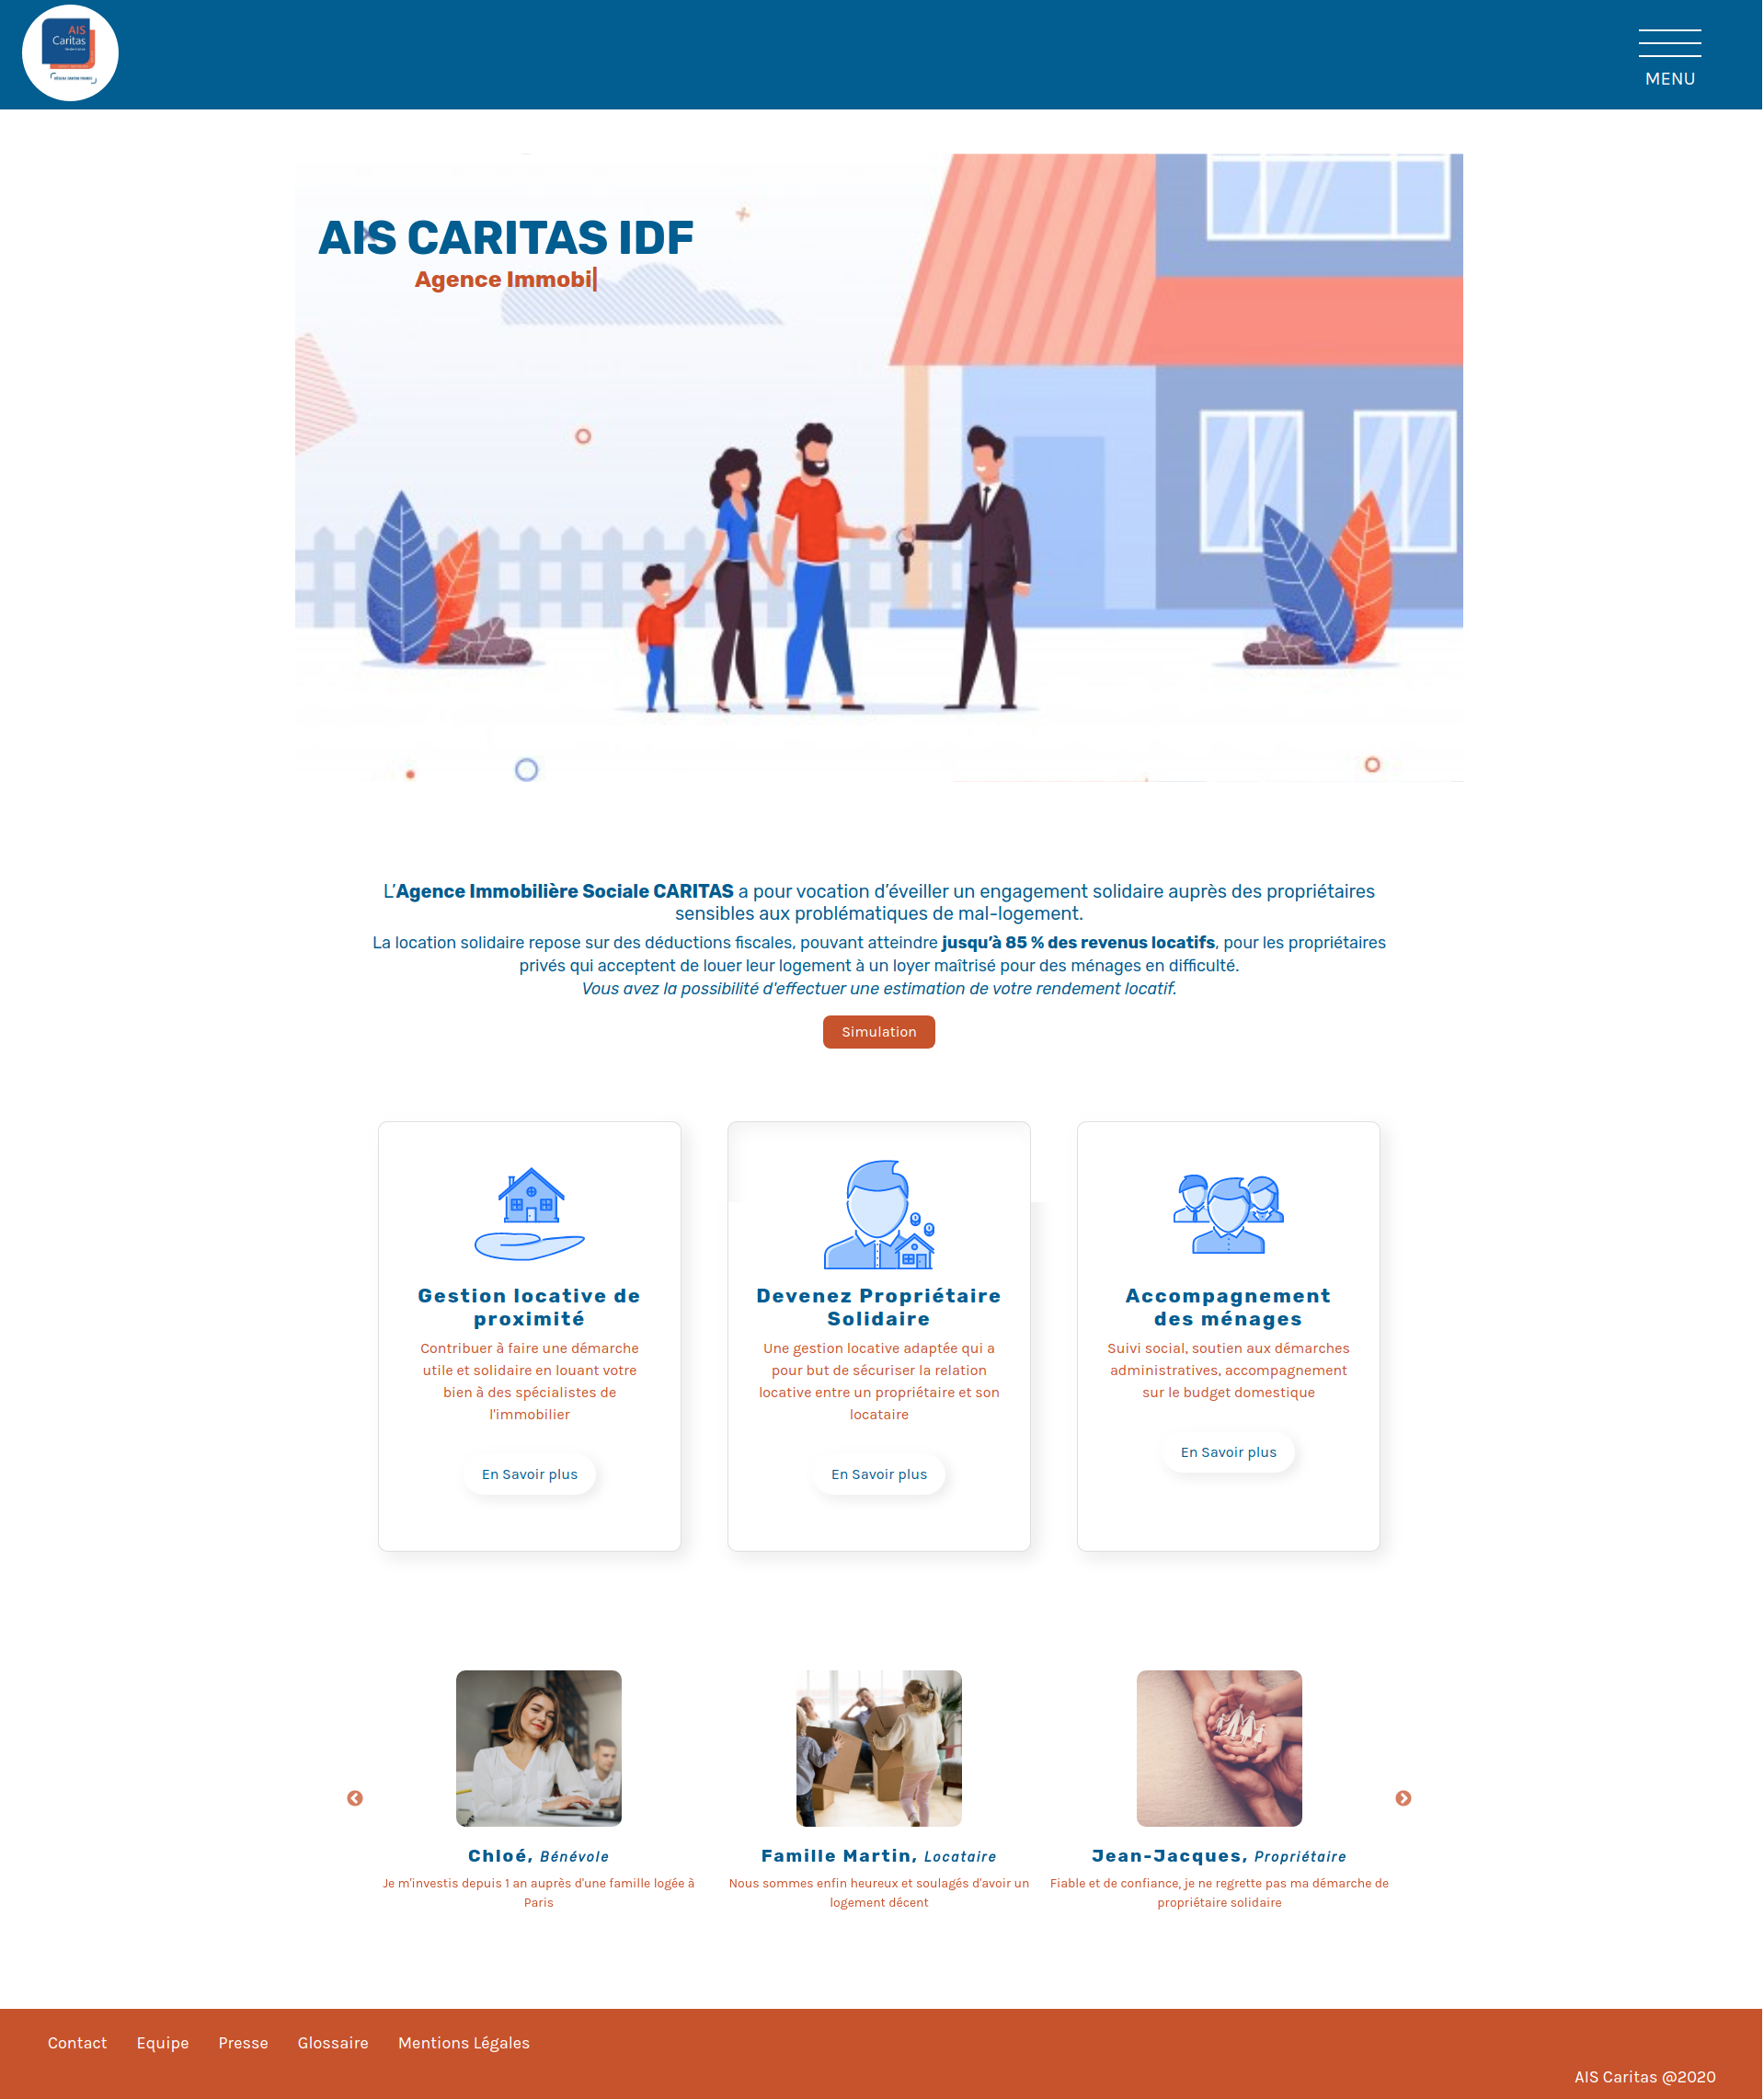 AIS
Caritas
MENU
AIS CARITAS IDF
Agence Immobi
L’Agence Immobilière Sociale CARITAS a pour vocation d’éveiller un engagement solidaire auprès des propriétaires
sensibles aux problématiques de mal-logement.
La location solidaire repose sur des déductions fiscales, pouvant atteindre jusqu’à 85 % des revenus locatifs, pour les propriétaires
privés qui acceptent de louer leur logement à un loyer maîtrisé pour des ménages en difficulté.
Vous avez la possibilité d'effectuer une estimation de votre rendement locatif.
Simulation
Gestion locative de
proximité
Contribuer à faire une démarche
utile et solidaire en louant votre
bien à des spécialistes de
l'immobilier
En Savoir plus
Devenez Propriétaire
Solidaire
Une gestion locative adaptée qui a
pour but de sécuriser la relation
locative entre un propriétaire et son
locataire
En Savoir plus
Accompagnement
des ménages
Suivi social, soutien aux démarches
administratives, accompagnement
sur le budget domestique
En Savoir plus
Chloé, Bénévole
Je m'investis depuis 1 an auprès d'une famille logée à
Paris
Famille Martin, Locataire
Nous sommes enfin heureux et soulagés d'avoir un
logement décent
Jean-Jacques, Propriétaire
Fiable et de confiance, je ne regrette pas ma démarche de
propriétaire solidaire
Contact Equipe Presse Glossaire Mentions Légales
AIS Caritas @2020